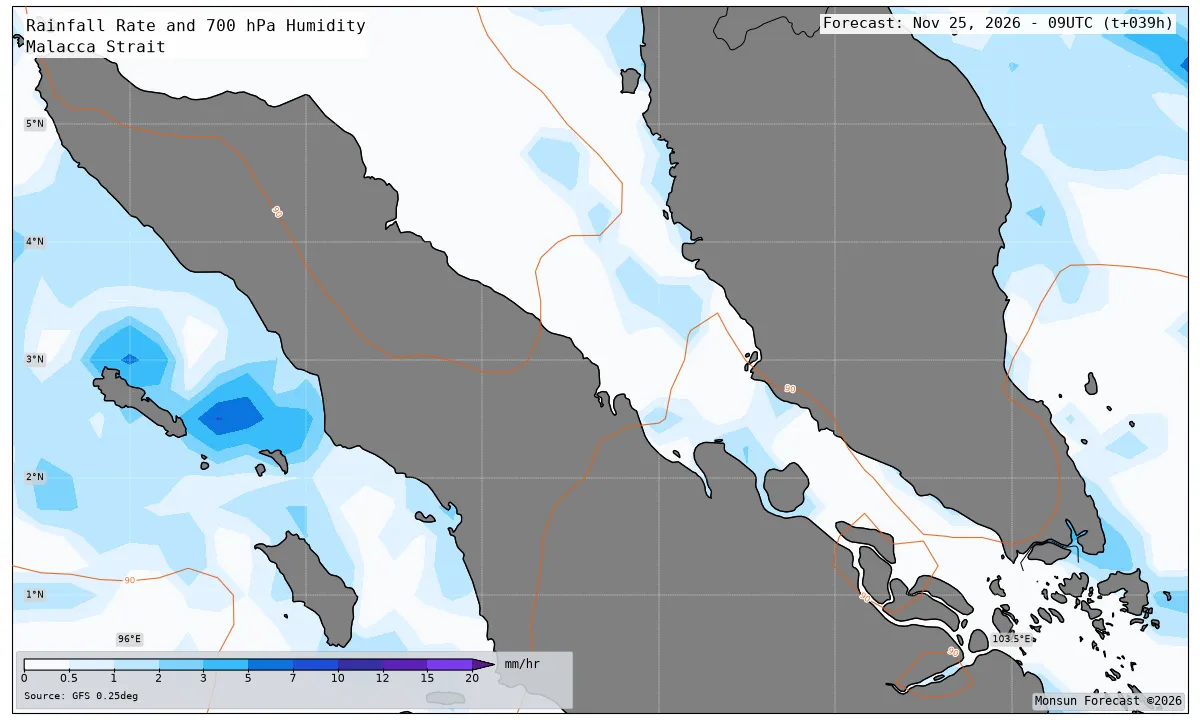 Rainfall Rate and 700 hPa Humidity
Malacca Strait
Forecast: Nov 25, 2026 - 09UTC (t+039h)
5°N
90
4°N
3°N
90
2°N
90
1°N
90
96°E
103.5°E
90
mm/hr
0 0.5 1 2 3 5 7 10 12 15 20
Source: GFS 0.25deg
Monsun Forecast ©2026